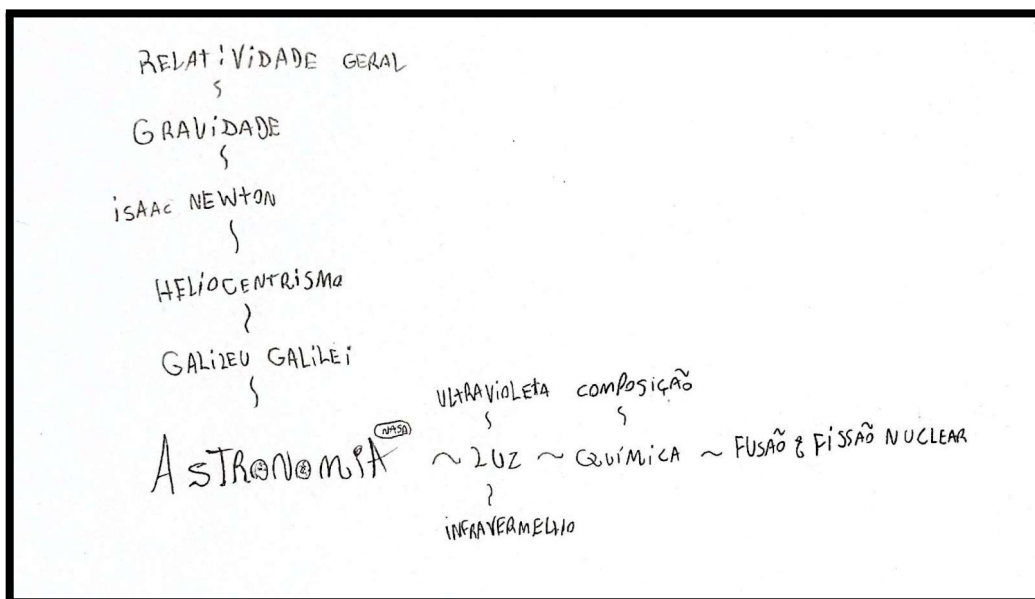 RELATIVIDADE GERAL
GRAVIDADE
ISAAC NEWTON
HELIOCENTRISMO
GALILEU GALILEI
ULTRAVIOLETA COMPOSIÇÃO
NASA
ASTRONOMIA ~ LUZ ~ QUÍMICA ~ FUSÃO & FISSÃO NUCLEAR
INFRAVERMELHO